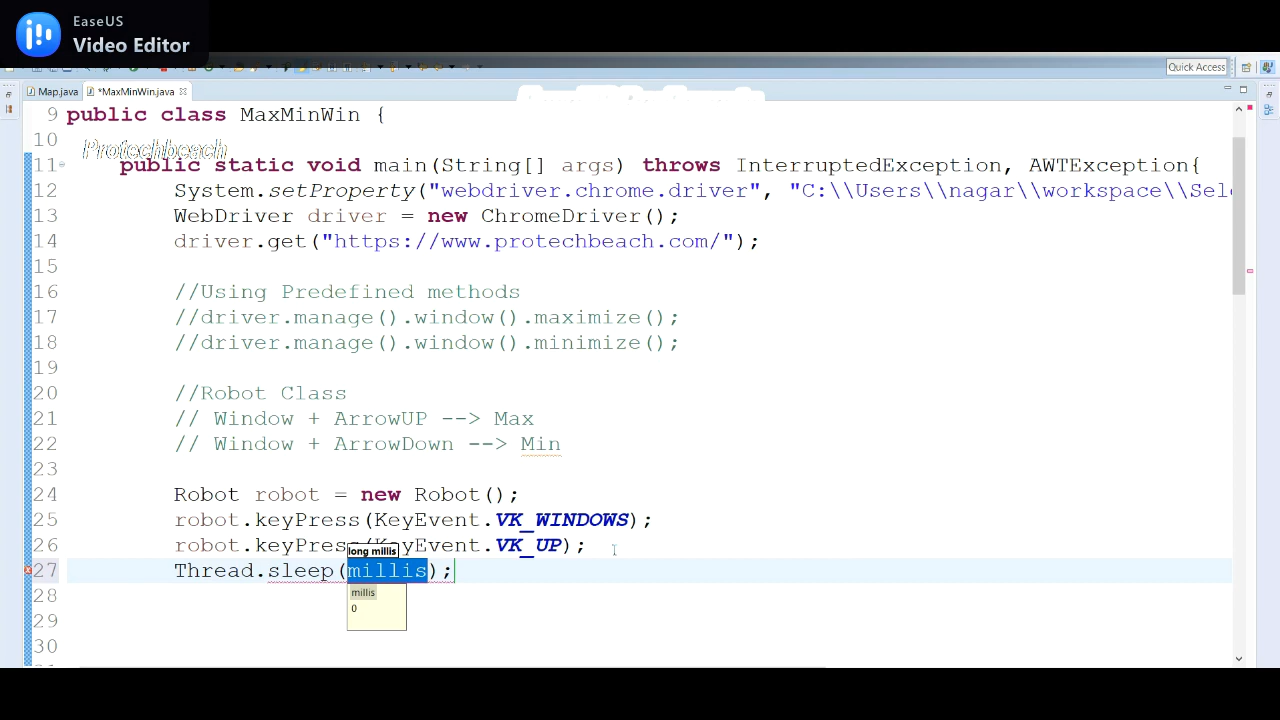 EaseUS
Video Editor
Quick Access
Map.java
*MaxMinWin.java
9 public class MaxMinWin {
10
Protechbeach
11 public static void main(String[] args) throws InterruptedException, AWTException{
12 System.setProperty("webdriver.chrome.driver", "C:\\Users\\nagar\\workspace\\Sele
13 WebDriver driver = new ChromeDriver();
14 driver.get("https://www.protechbeach.com/");
15
16 //Using Predefined methods
17 //driver.manage().window().maximize();
18 //driver.manage().window().minimize();
19
20 //Robot Class
21 // Window + ArrowUP --> Max
22 // Window + ArrowDown --> Min
23
24 Robot robot = new Robot();
25 robot.keyPress(KeyEvent.VK_WINDOWS);
26 robot.keyPress(KeyEvent.VK_UP);
long millis
27 Thread.sleep(millis);
28 millis
0
29
30